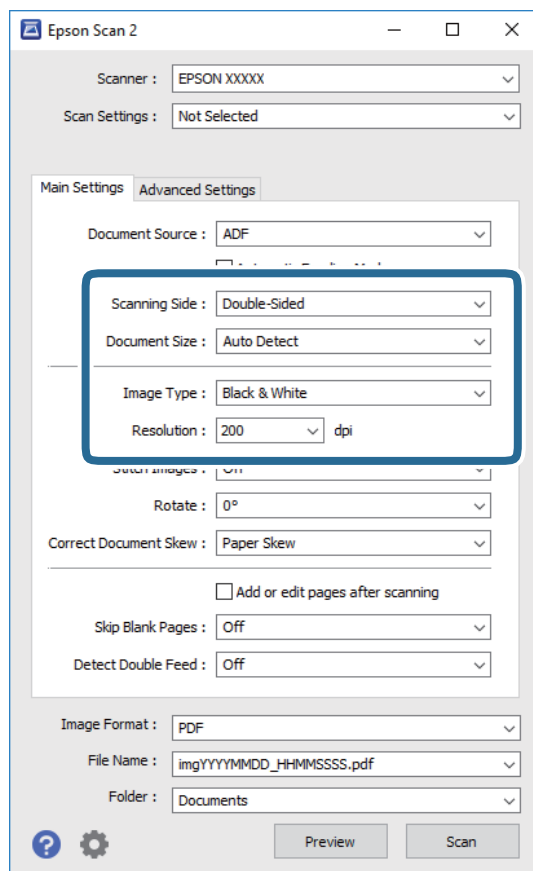 Epson Scan 2
Scanner : EPSON XXXXX
Scan Settings : Not Selected
Main Settings Advanced Settings
Document Source : ADF
Scanning Side : Double-Sided
Document Size : Auto Detect
Image Type : Black & White
Resolution : 200 dpi
Stitch Images : Off
Rotate : 0°
Correct Document Skew : Paper Skew
Add or edit pages after scanning
Skip Blank Pages : Off
Detect Double Feed : Off
Image Format : PDF
File Name : imgYYYYMMDD_HHMMSSSS.pdf
Folder : Documents
? Preview Scan